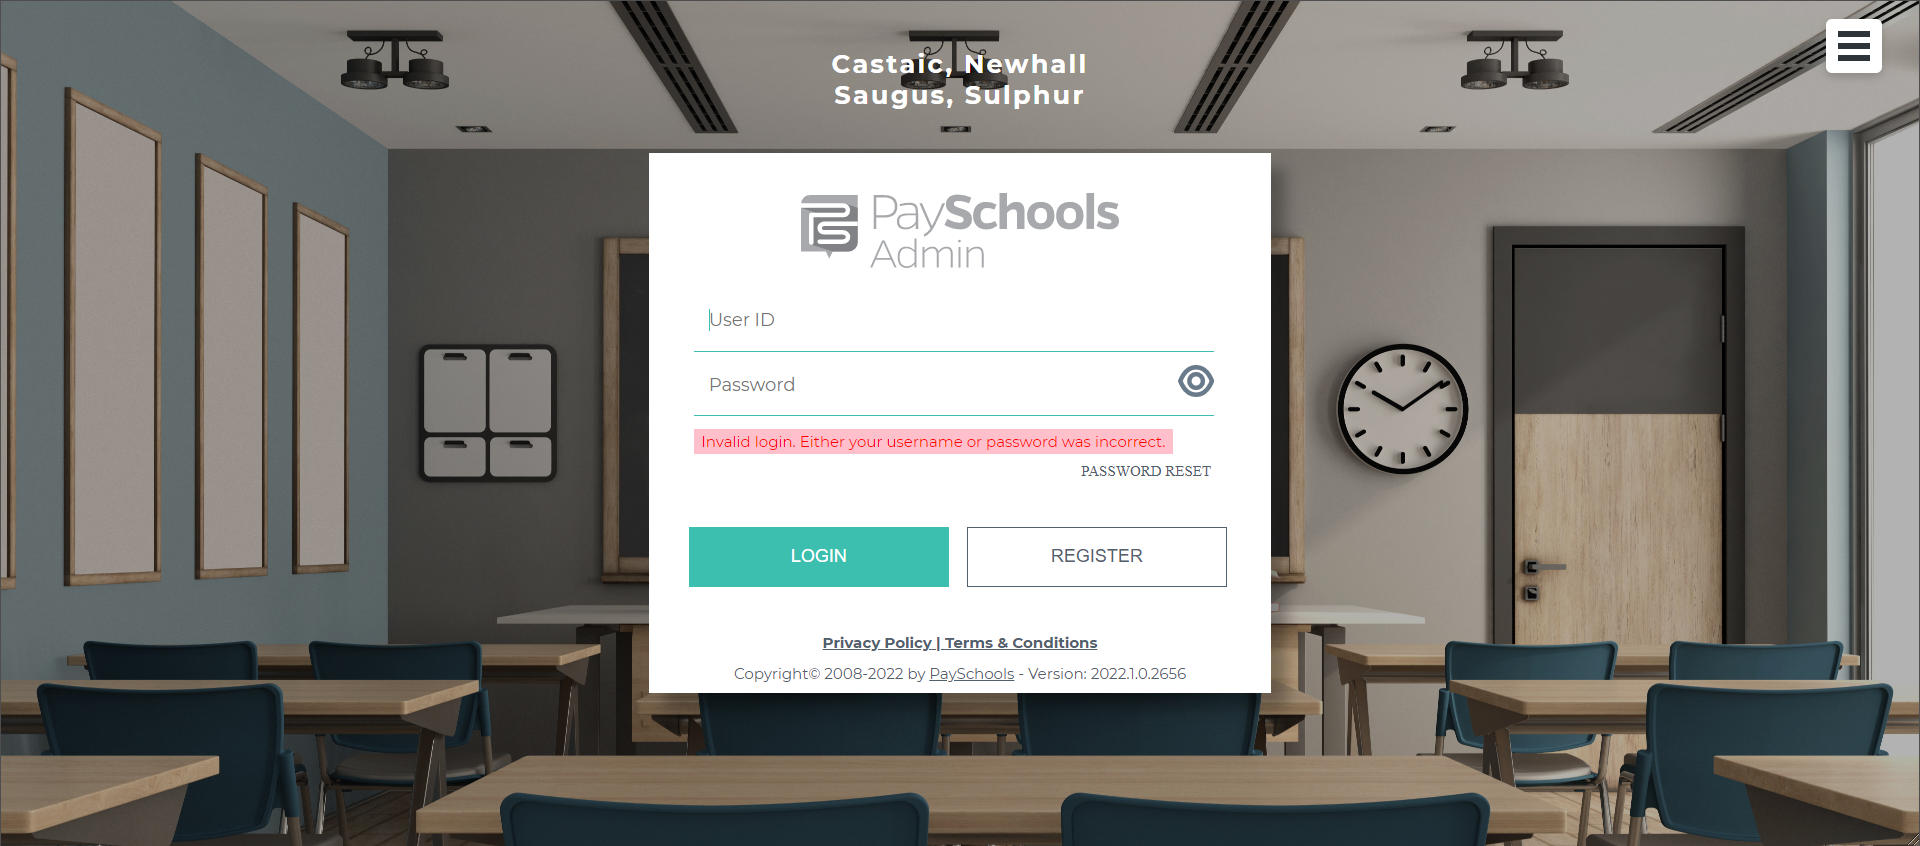 Castaic, Newhall
Saugus, Sulphur
PaySchools
Admin
User ID
Password
Invalid login. Either your username or password was incorrect.
PASSWORD RESET
LOGIN
REGISTER
Privacy Policy | Terms & Conditions
Copyright© 2008-2022 by PaySchools - Version: 2022.1.0.2656